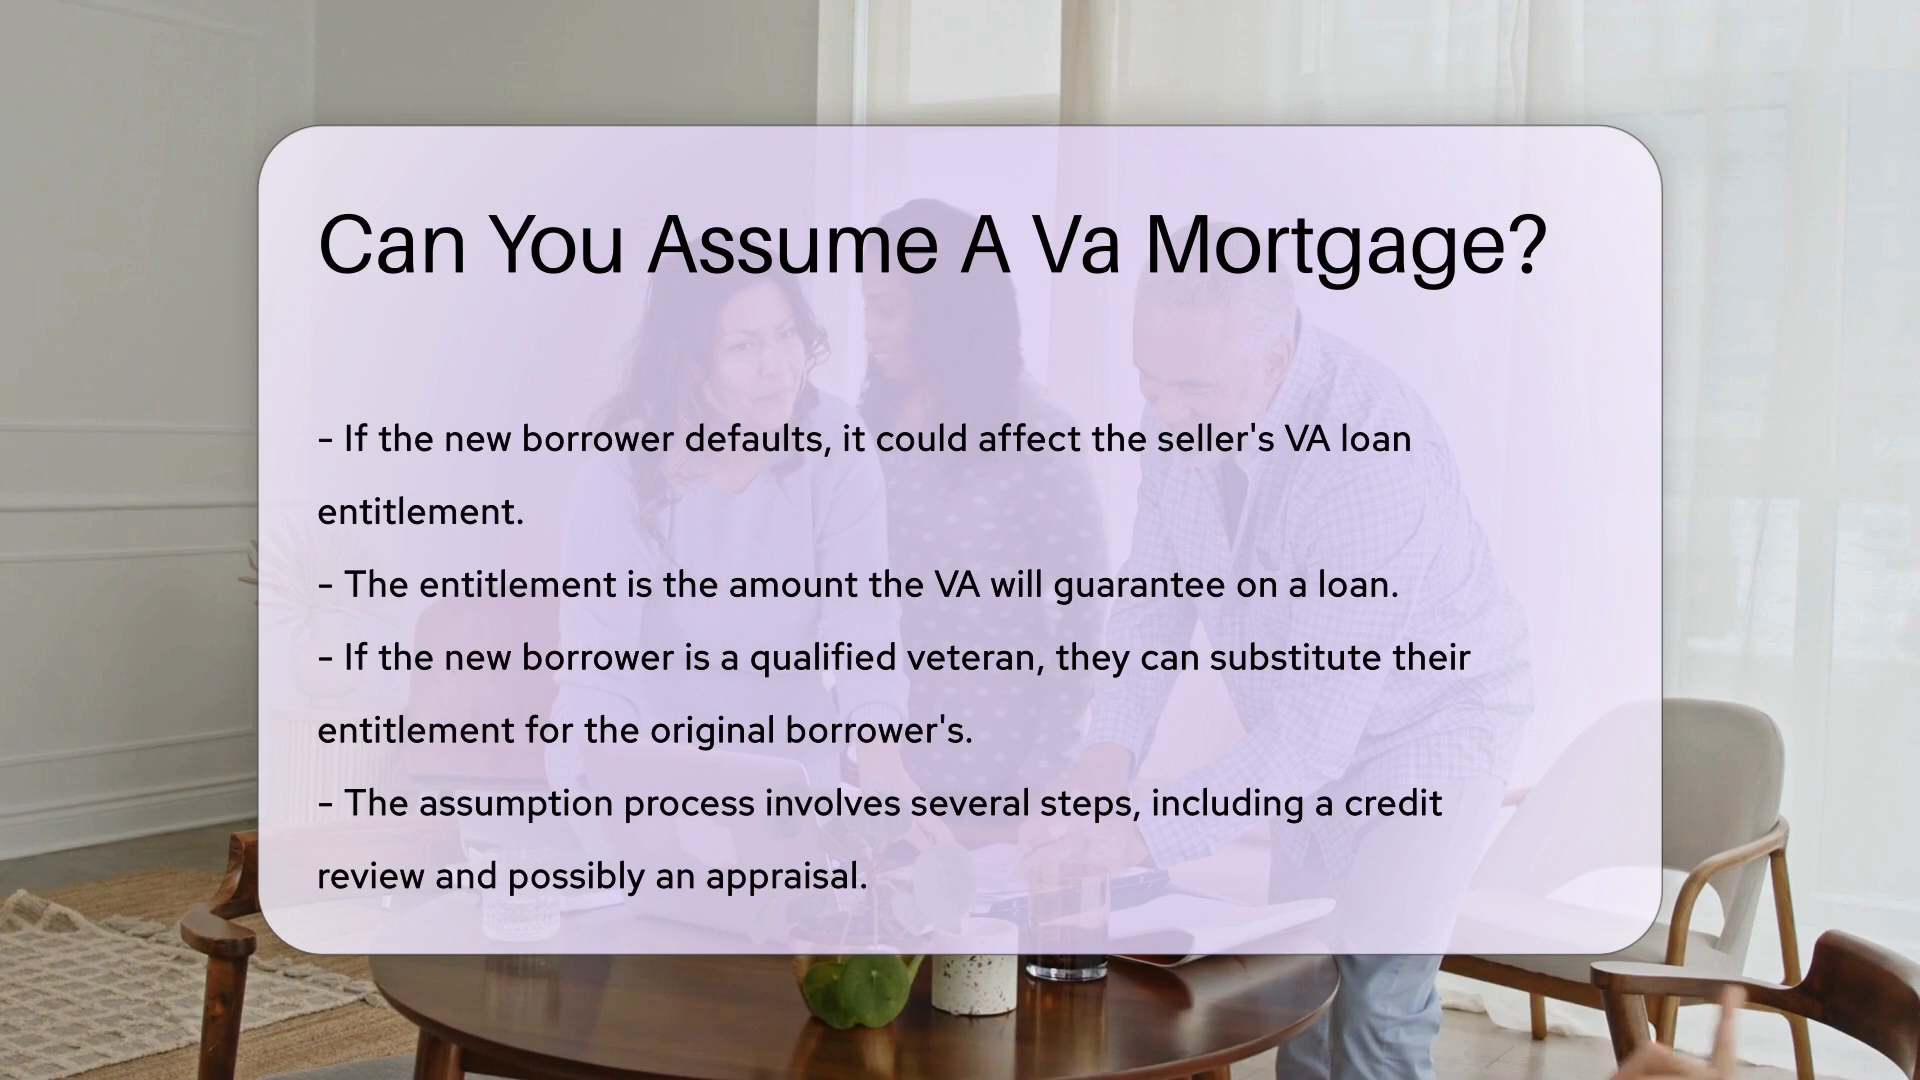 Can You Assume A Va Mortgage?
- If the new borrower defaults, it could affect the seller's VA loan
entitlement.
- The entitlement is the amount the VA will guarantee on a loan.
- If the new borrower is a qualified veteran, they can substitute their
entitlement for the original borrower's.
- The assumption process involves several steps, including a credit
review and possibly an appraisal.